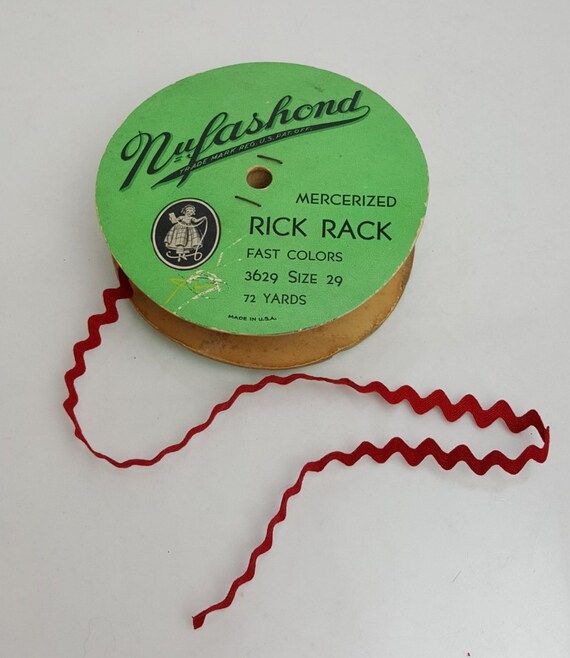 Nufashond
TRADE MARK REG. U.S. PAT. OFF.
MERCERIZED
RICK RACK
FAST COLORS
3629 SIZE 29
72 YARDS
MADE IN U.S.A.